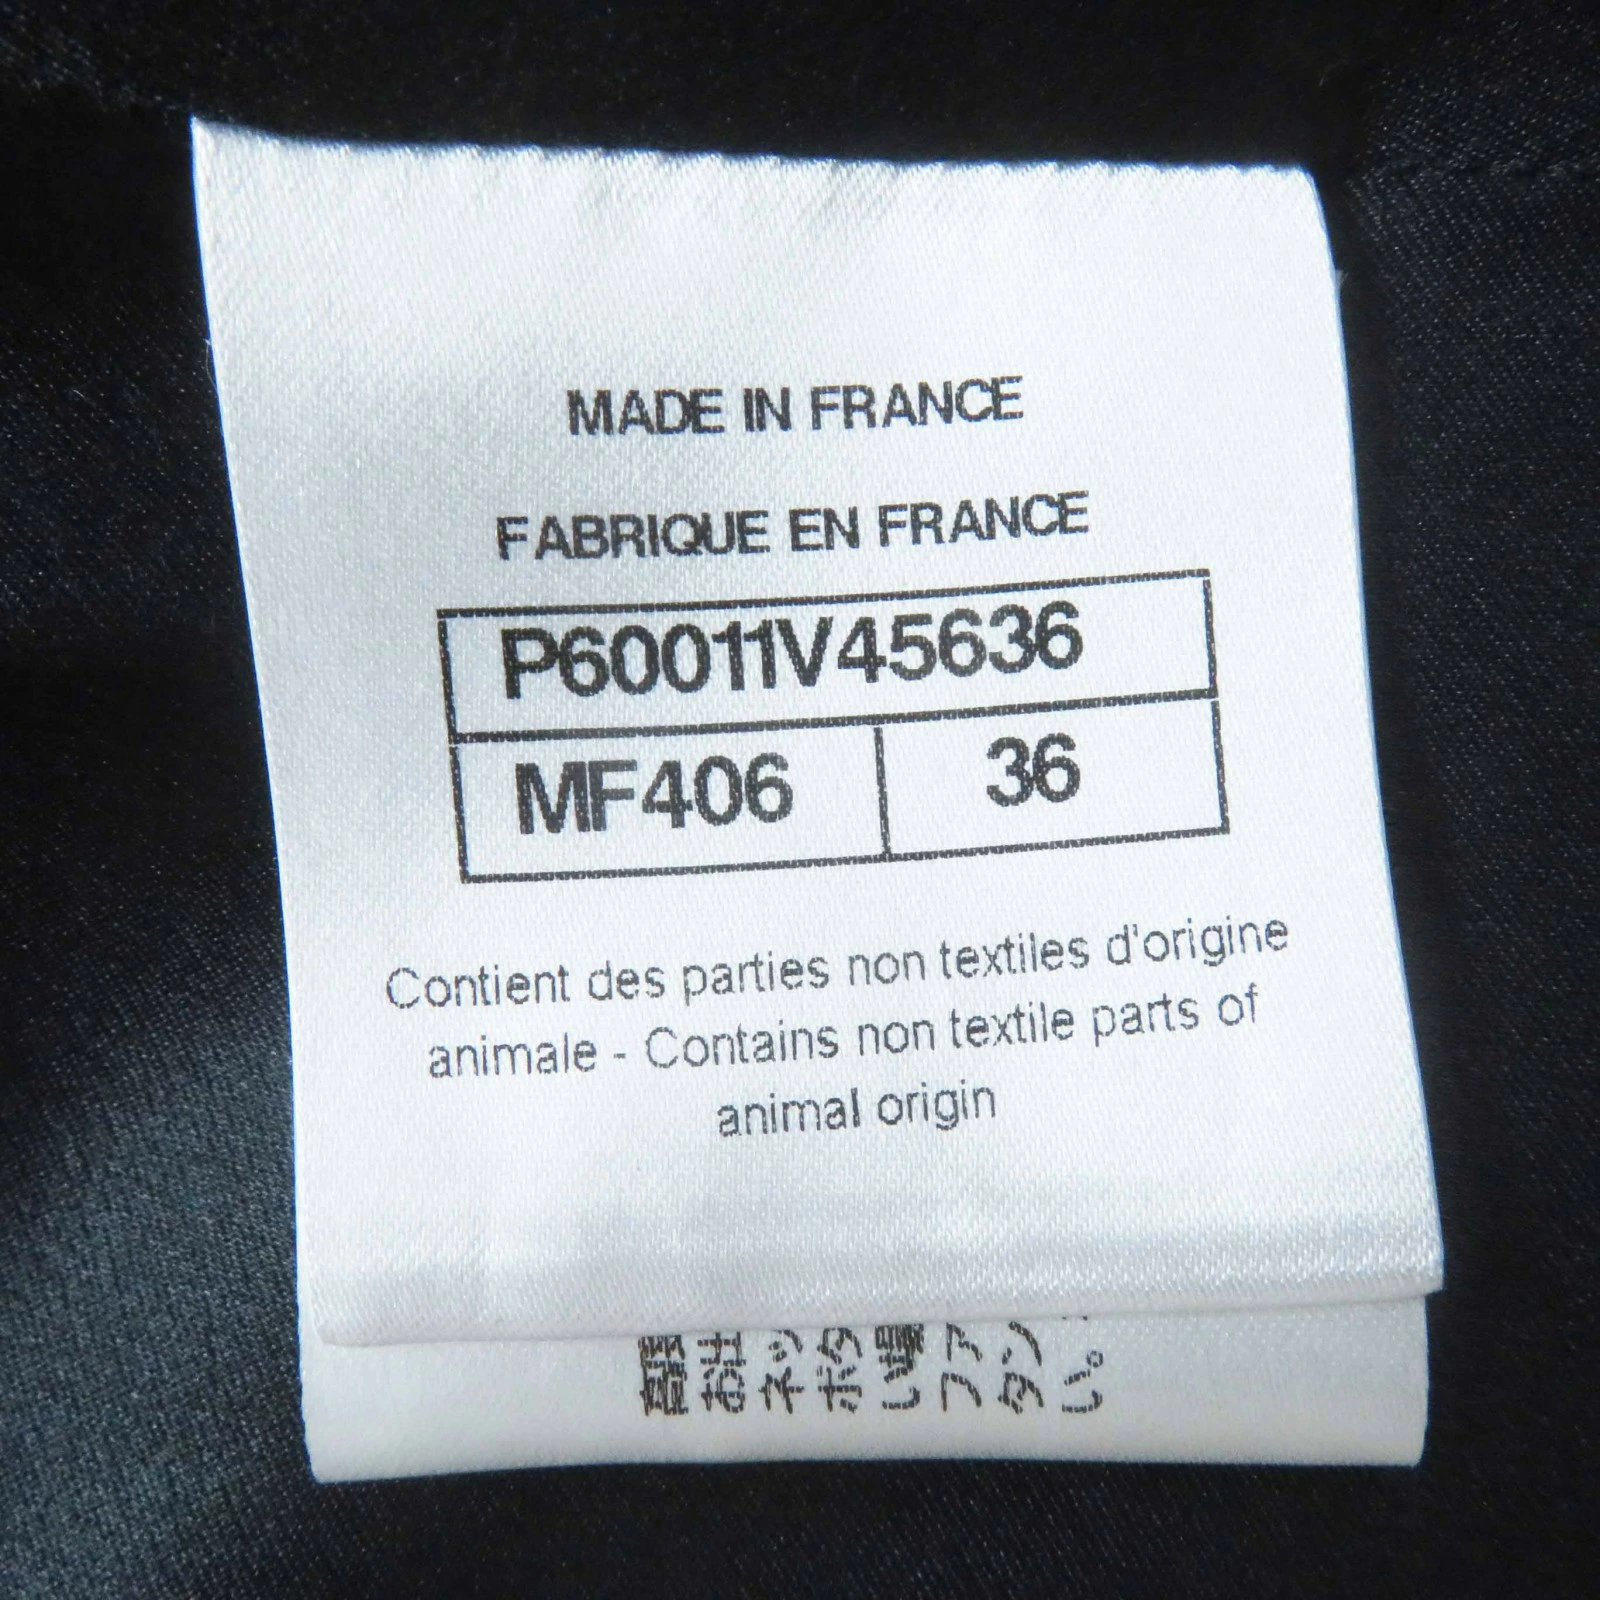 MADE IN FRANCE
FABRIQUE EN FRANCE
P60011V45636
MF406 36
Contient des parties non textiles d'origine
animale - Contains non textile parts of
animal origin